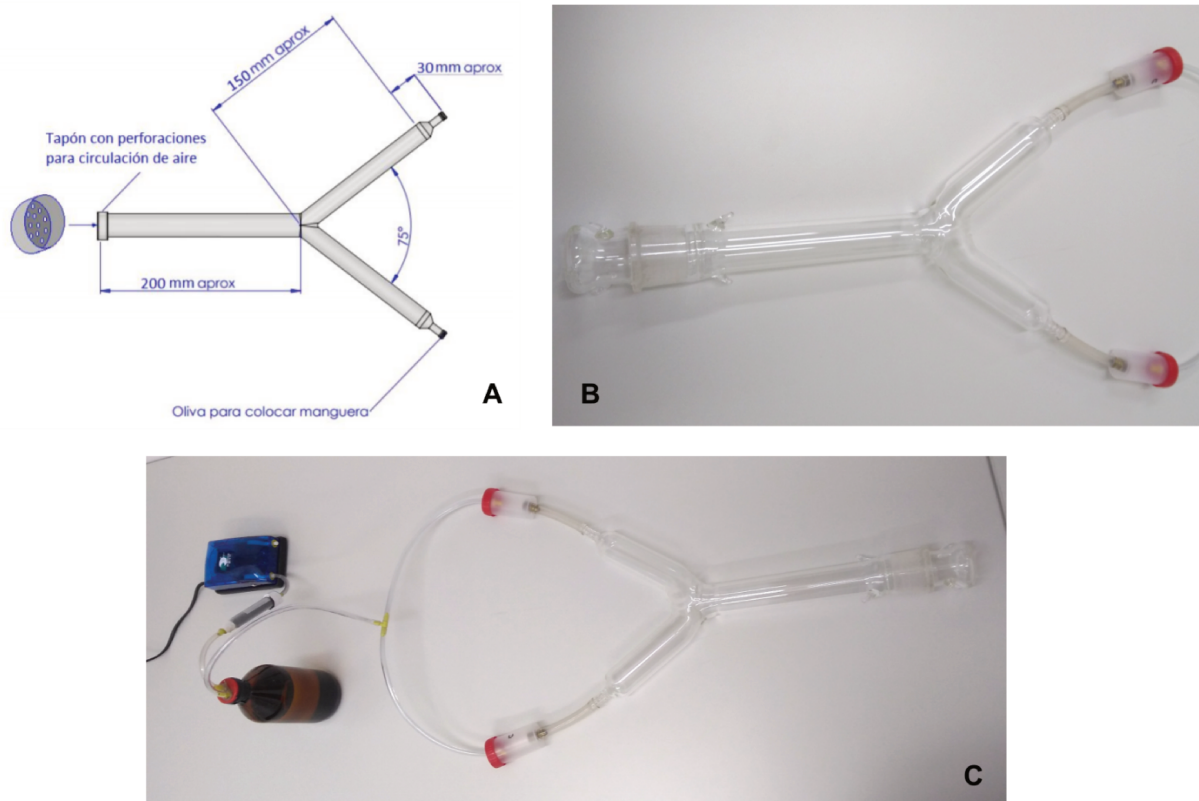 150 mm aprox
30 mm aprox
Tapón con perforaciones
para circulación de aire
75°
200 mm aprox
Oliva para colocar manguera
A
B
C